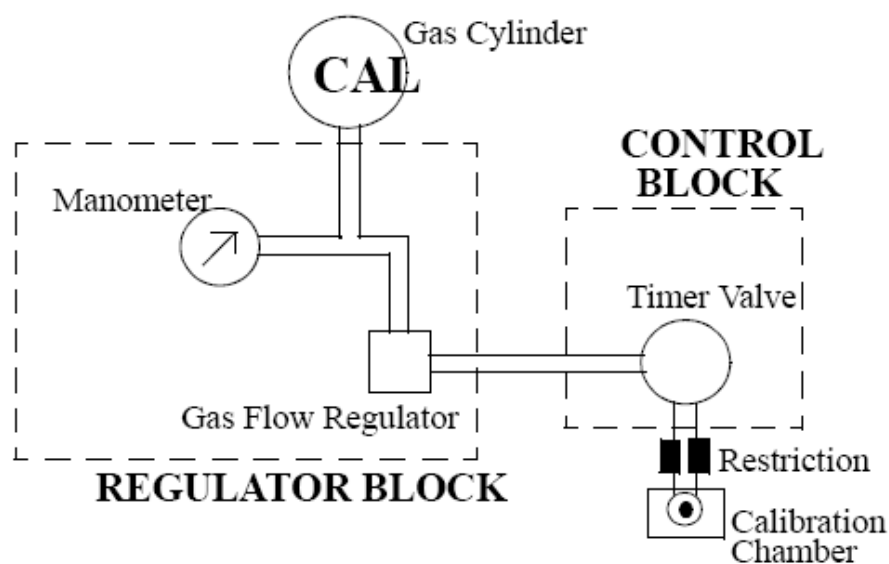 Gas Cylinder
CAL
CONTROL
BLOCK
Manometer
Timer Valve
Gas Flow Regulator
Restriction
REGULATOR BLOCK
Calibration
Chamber